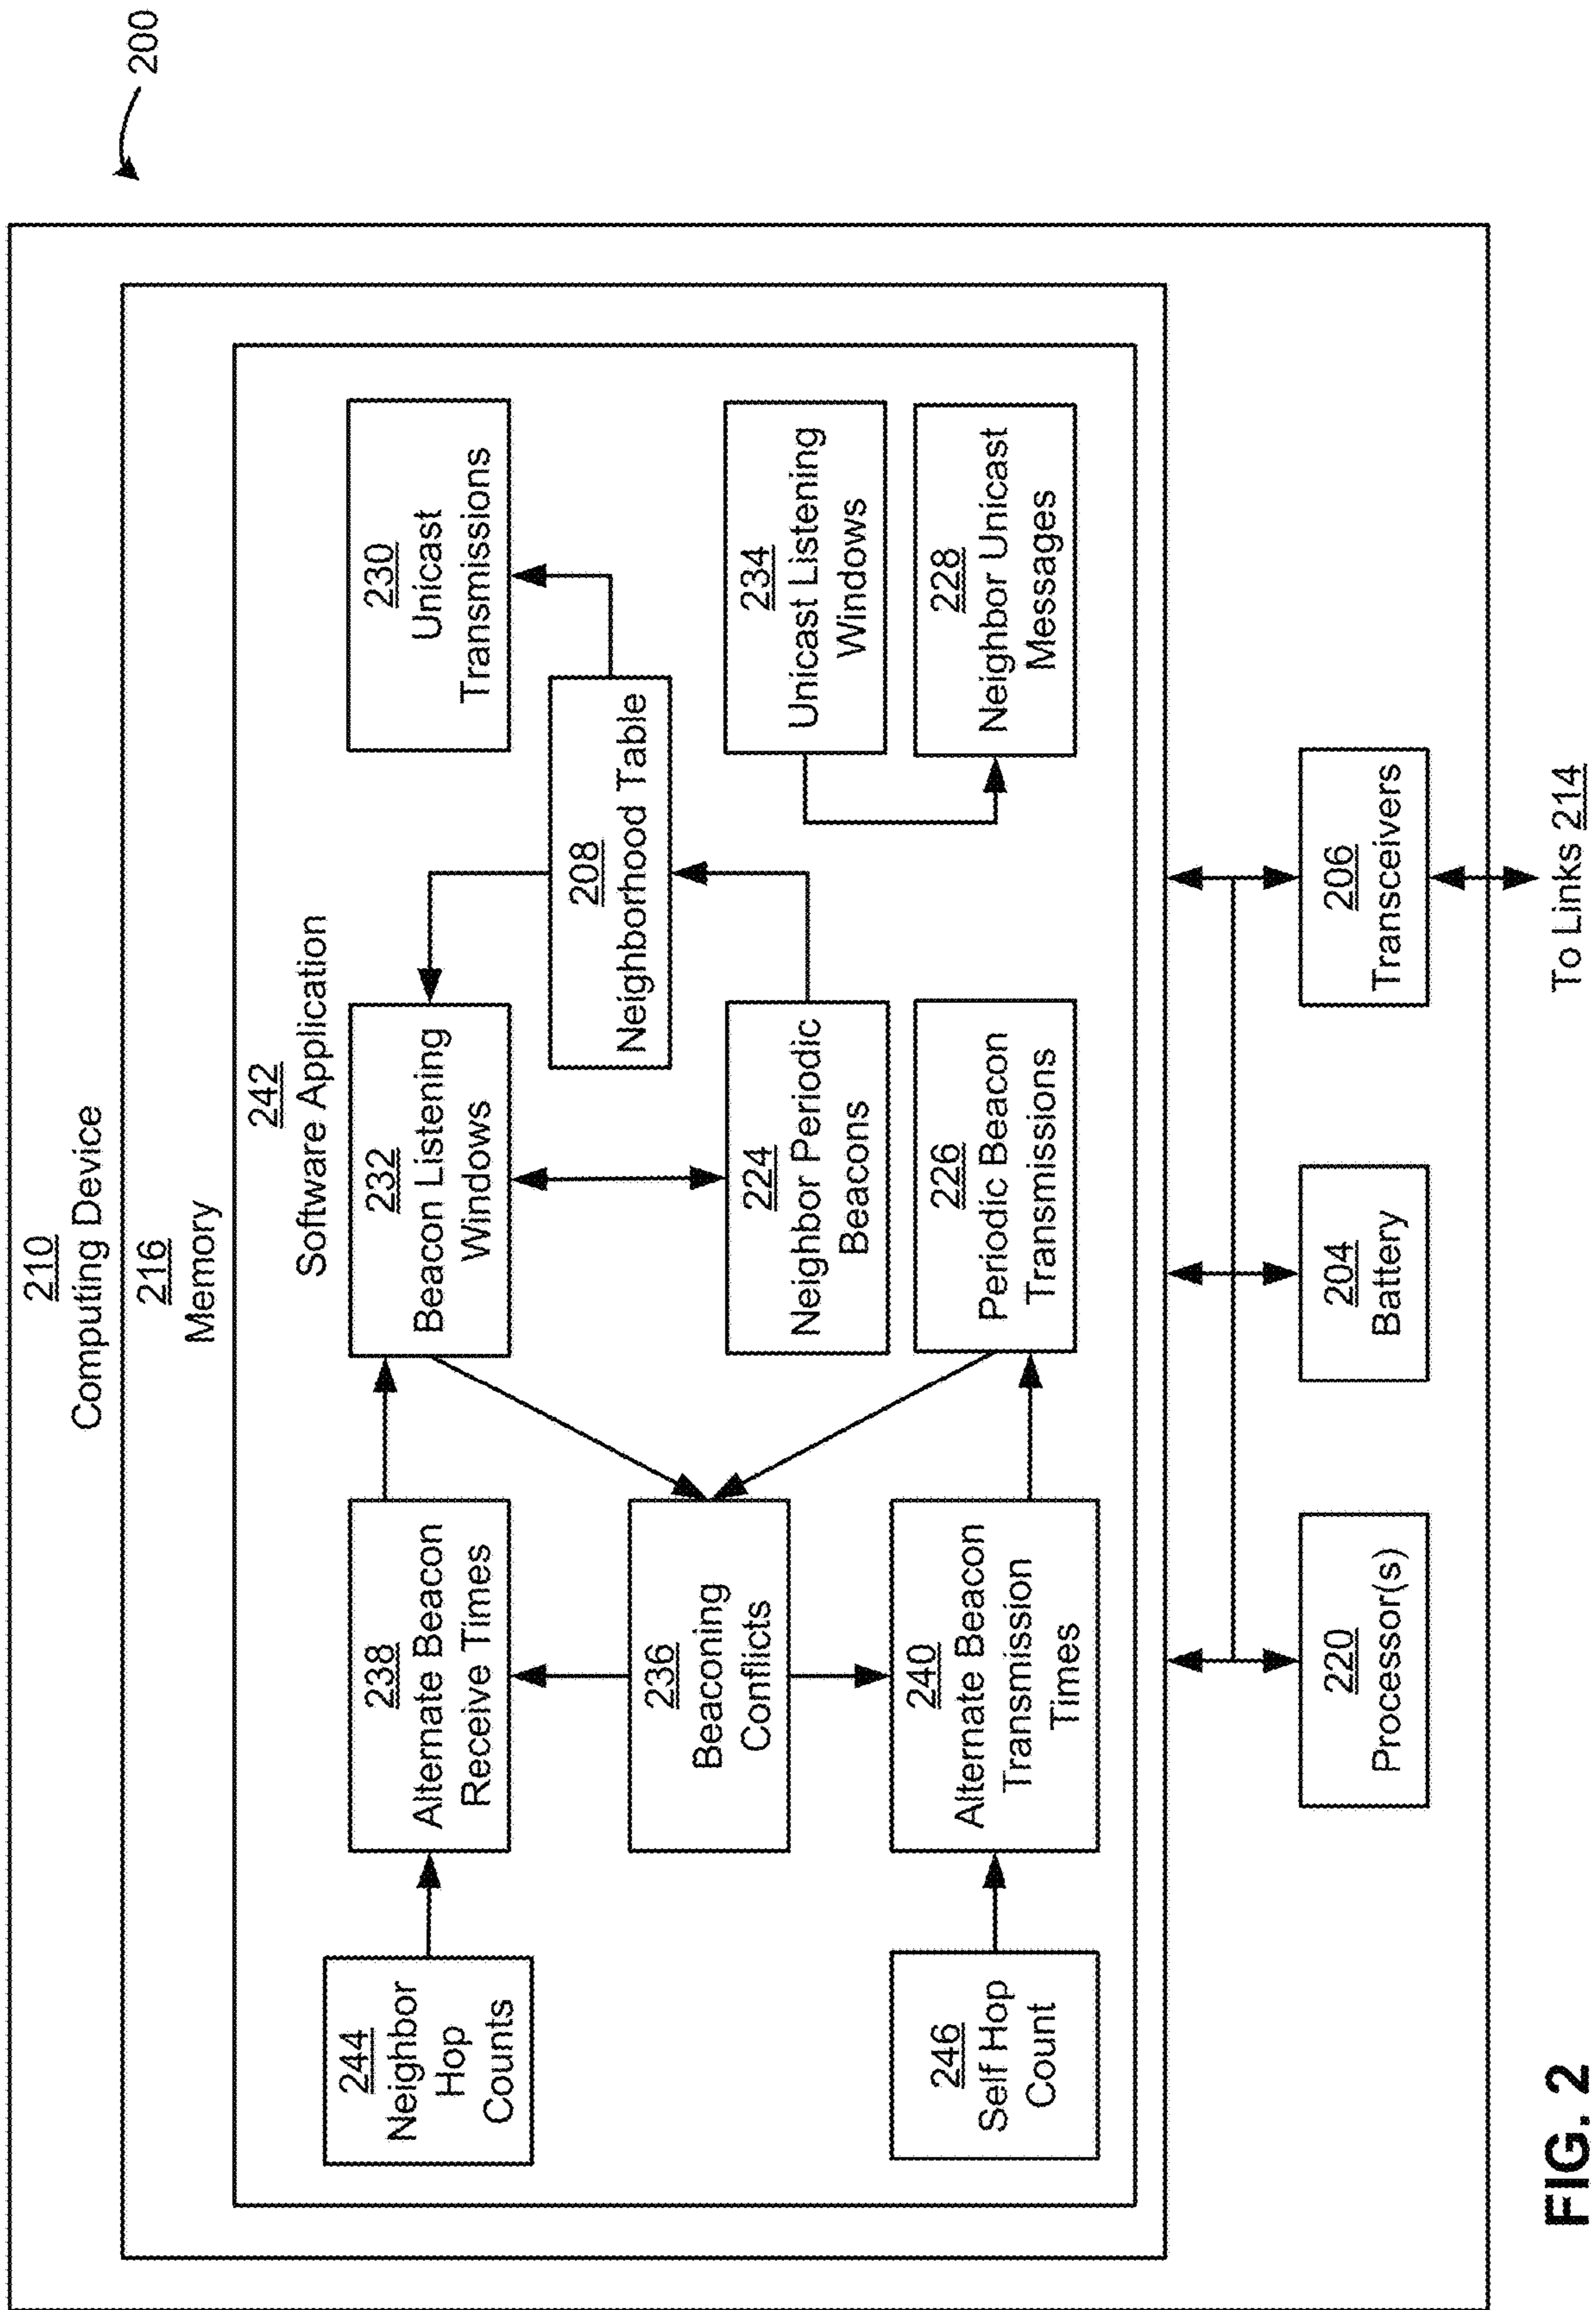 200
210
Computing Device
216
Memory
242
Software Application
244
Neighbor
Hop
Counts
238
Alternate Beacon
Receive Times
232
Beacon Listening
Windows
230
Unicast
Transmissions
208
Neighborhood Table
236
Beaconing
Conflicts
224
Neighbor Periodic
Beacons
234
Unicast Listening
Windows
246
Self Hop
Count
240
Alternate Beacon
Transmission
Times
226
Periodic Beacon
Transmissions
228
Neighbor Unicast
Messages
220
Processor(s)
204
Battery
206
Transceivers
To Links 214
FIG. 2